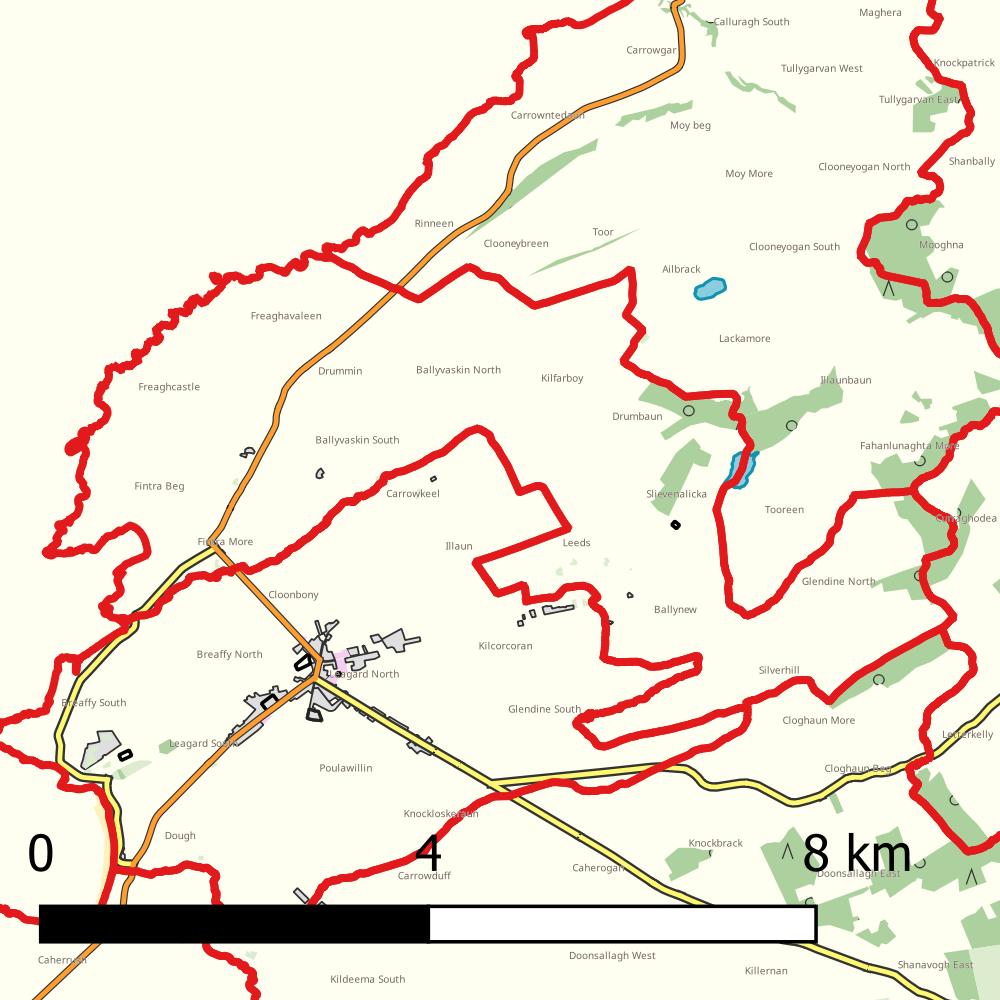 Maghera
Calluragh South
Carrowgar
Knockpatrick
Tullygarvan West
Tullygarvan East
Carrowntedaun
Moy beg
Shanbally
Clooneyogan North
Moy More
Rinneen
Toor
Clooneybreen
Mooghna
Clooneyogan South
Ailbrack
Freaghavaleen
Lackamore
Drummin
Ballyvaskin North
Kilfarboy
Illaunbaun
Freaghcastle
Drumbaun
Ballyvaskin South
Fahanlunaghta More
Fintra Beg
Carrowkeel
Slievenalicka
Tooreen
Curraghodea
Fintra More
Illaun
Leeds
Glendine North
Cloonbony
Ballynew
Kilcorcoran
Breaffy North
Leagard North
Silverhill
Breaffy South
Glendine South
Cloghaun More
Letterkelly
Leagard South
Poulawillin
Cloghaun Beg
Knockloskeraun
Dough
Knockbrack
0 4 8 km
Caherogan
Carrowduff
Doonsallagh East
Caherrush
Doonsallagh West
Killernan
Shanavogh East
Kildeema South